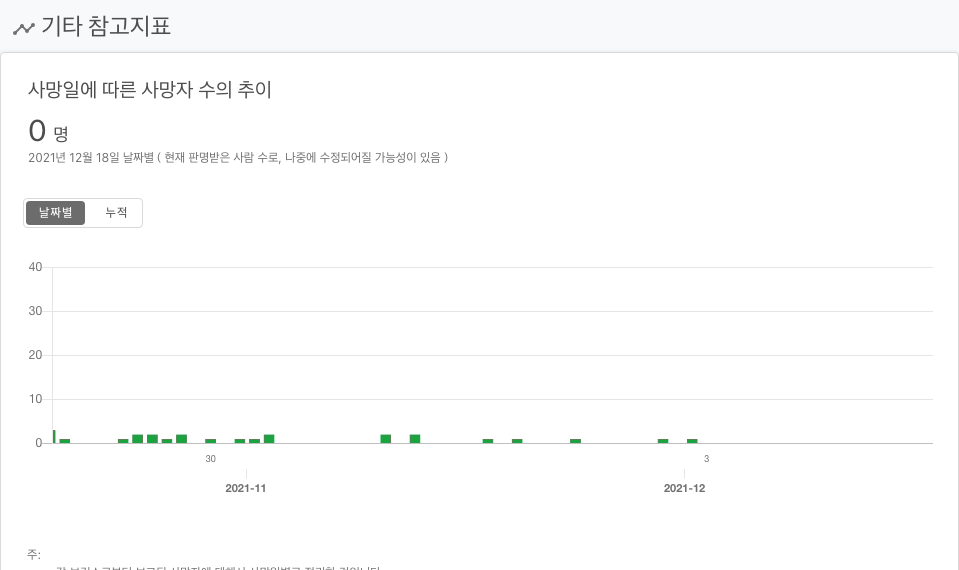 기타 참고지표
사망일에 따른 사망자 수의 추이
0 명
2021년 12월 18일 날짜별 ( 현재 판명받은 사람 수로, 나중에 수정되어질 가능성이 있음 )
날짜별 누적
40
30
20
10
0
30 3
2021-11 2021-12
주: